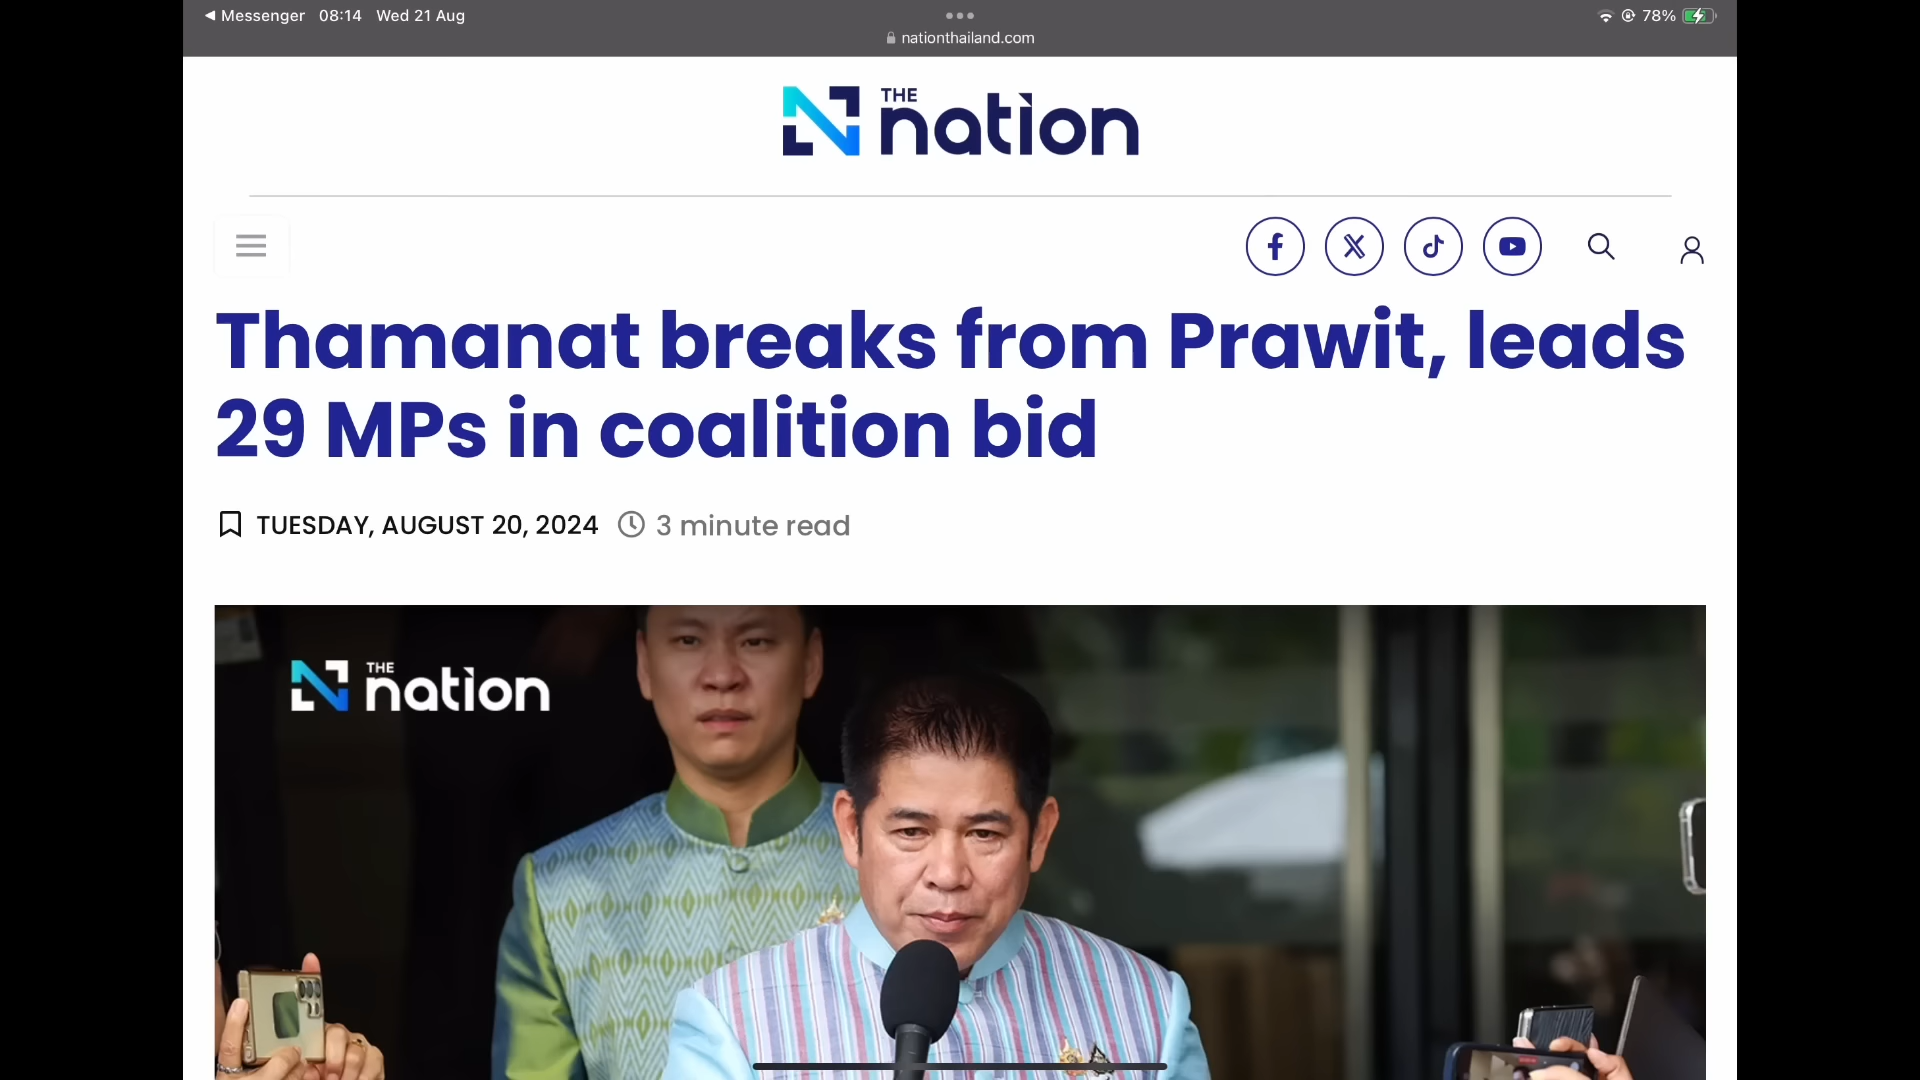 ◀ Messenger 08:14 Wed 21 Aug
78%
nationthailand.com
THE
nation
Thamanat breaks from Prawit, leads
29 MPs in coalition bid
TUESDAY, AUGUST 20, 2024 3 minute read
THE
nation